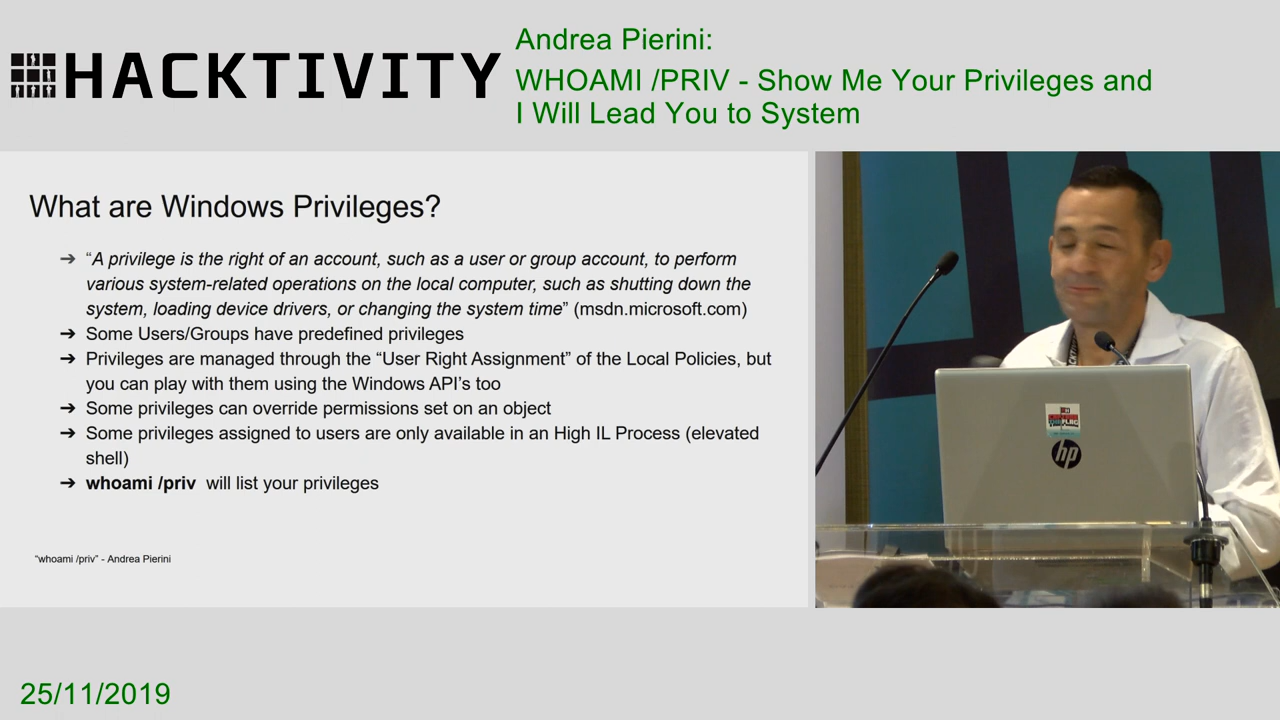 HACKTIVITY
Andrea Pierini:
WHOAMI /PRIV - Show Me Your Privileges and
I Will Lead You to System
What are Windows Privileges?
➔ “A privilege is the right of an account, such as a user or group account, to perform
various system-related operations on the local computer, such as shutting down the
system, loading device drivers, or changing the system time” (msdn.microsoft.com)
➔ Some Users/Groups have predefined privileges
➔ Privileges are managed through the “User Right Assignment” of the Local Policies, but
you can play with them using the Windows API’s too
➔ Some privileges can override permissions set on an object
➔ Some privileges assigned to users are only available in an High IL Process (elevated
shell)
➔ whoami /priv will list your privileges
“whoami /priv” - Andrea Pierini
hp
25/11/2019